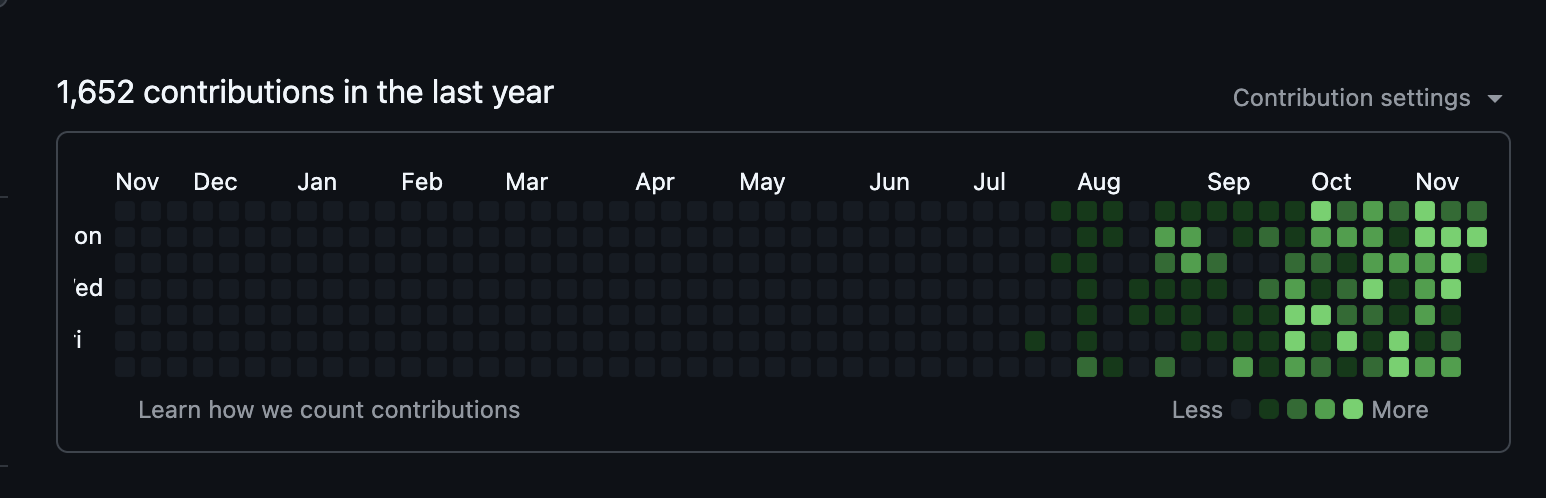 1,652 contributions in the last year
Contribution settings
Nov Dec Jan Feb Mar Apr May Jun Jul Aug Sep Oct Nov
on
ed
i
Learn how we count contributions
Less More